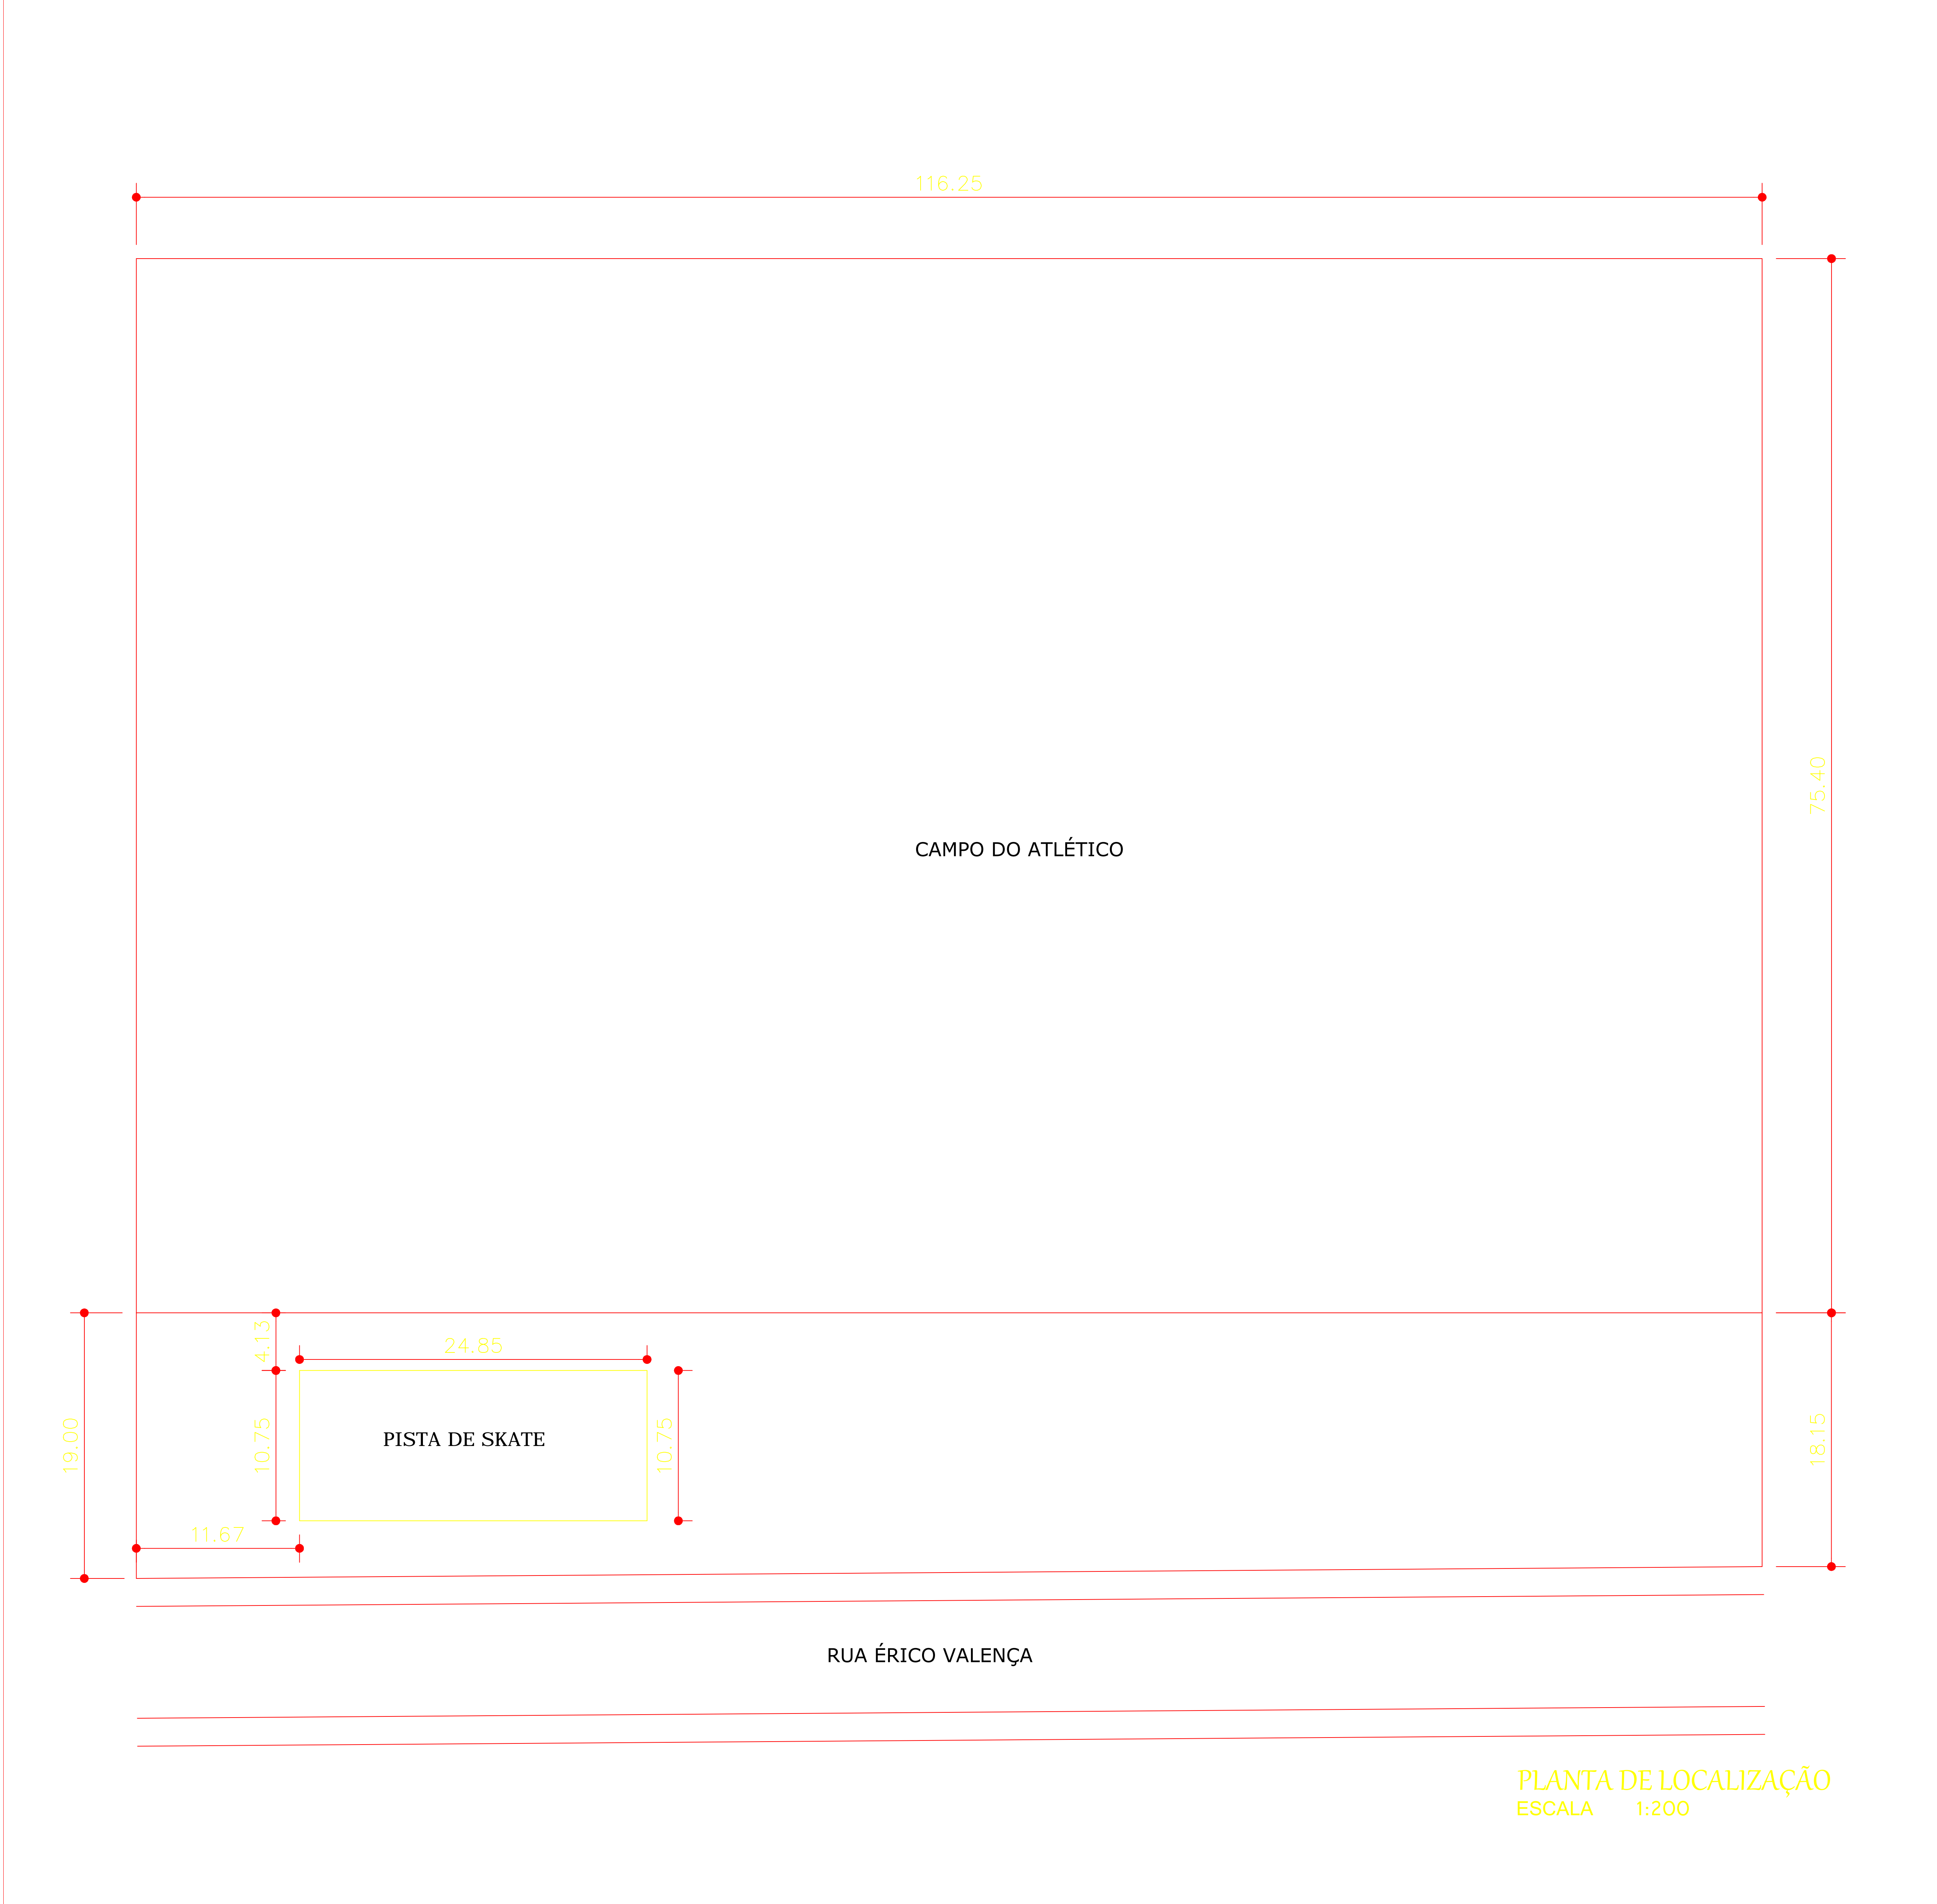 116.25
75.40
CAMPO DO ATLÉTICO
4.13
24.85
19.00
10.75
PISTA DE SKATE
10.75
18.15
11.67
RUA ÉRICO VALENÇA
PLANTA DE LOCALIZAÇÃO
ESCALA 1:200